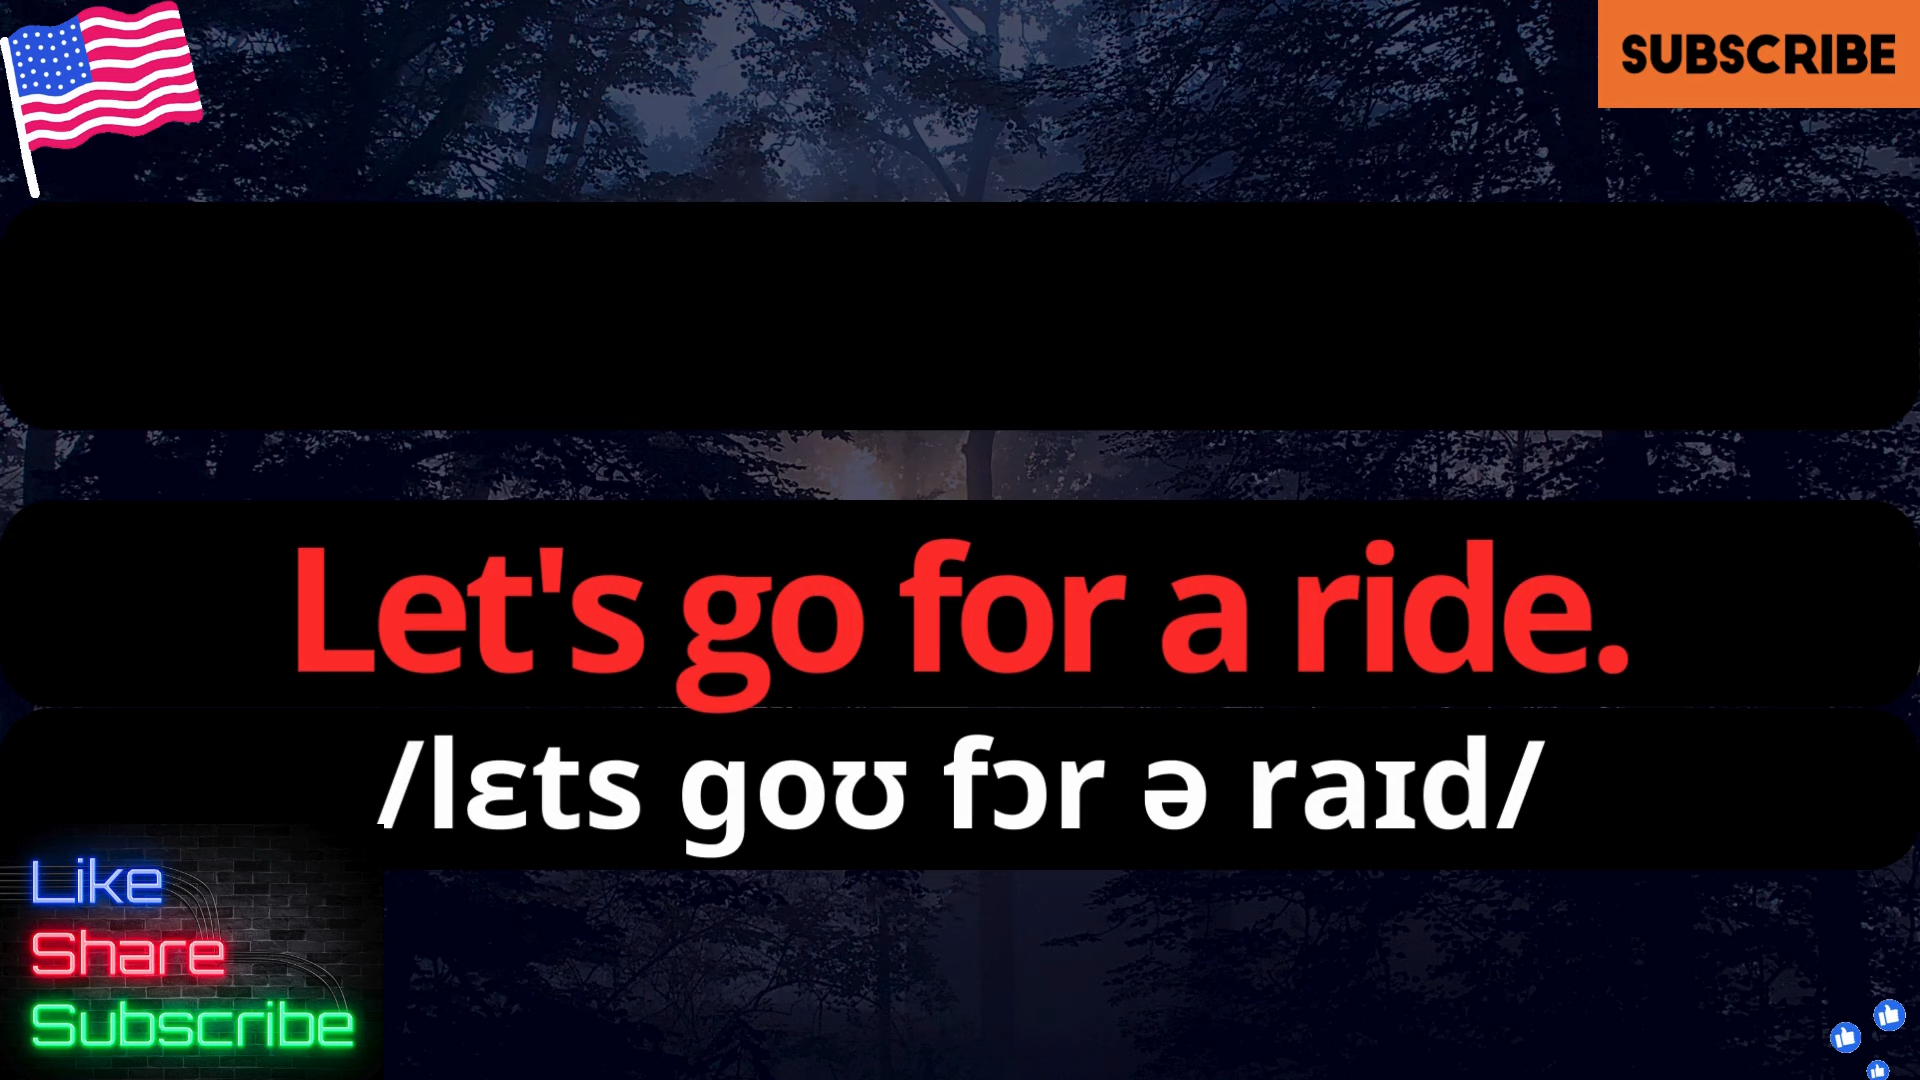 SUBSCRIBE
Let's go for a ride.
/lɛts goʊ fɔr ə raɪd/
Like
Share
Subscribe